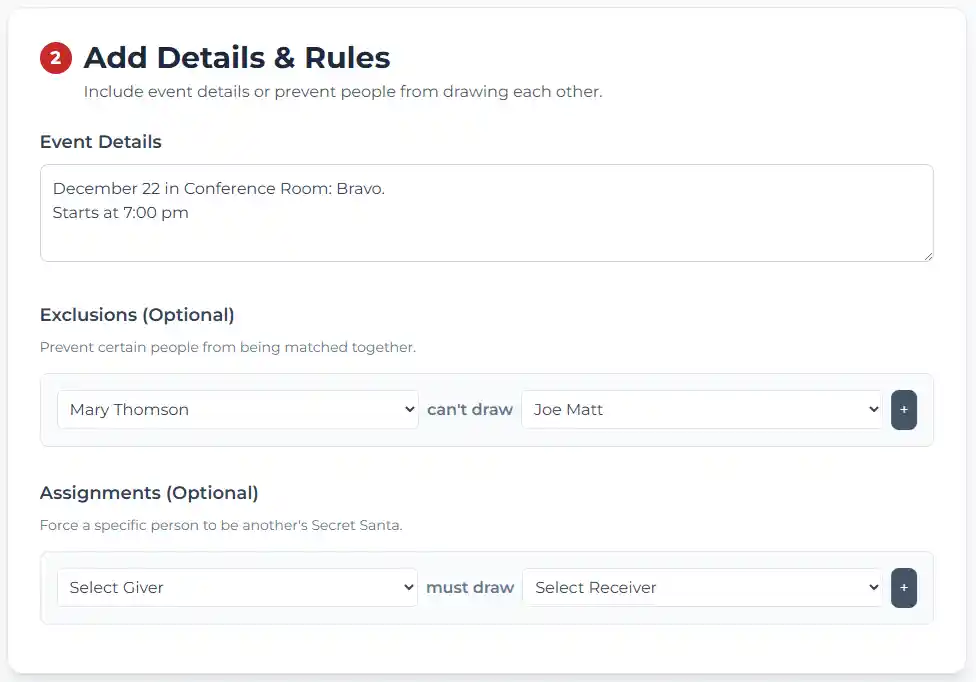 2 Add Details & Rules
Include event details or prevent people from drawing each other.
Event Details
December 22 in Conference Room: Bravo.
Starts at 7:00 pm
Exclusions (Optional)
Prevent certain people from being matched together.
Mary Thomson can't draw Joe Matt +
Assignments (Optional)
Force a specific person to be another's Secret Santa.
Select Giver must draw Select Receiver +